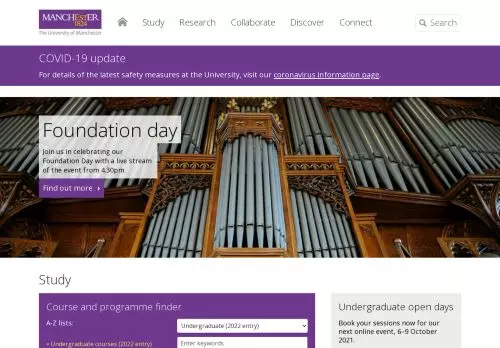 MANCHESTER
1824
The University of Manchester
Study Research Collaborate Discover Connect
Search
COVID-19 update
For details of the latest safety measures at the University, visit our coronavirus information page.
Foundation day
Join us in celebrating our
Foundation Day with a live stream
of the event from 4.30pm.
Find out more
Study
Course and programme finder
A-Z lists:
Undergraduate courses (2022 entry)
Undergraduate (2022 entry)
Enter keywords
Undergraduate open days
Book your sessions now for our
next online event, 6–9 October
2021.